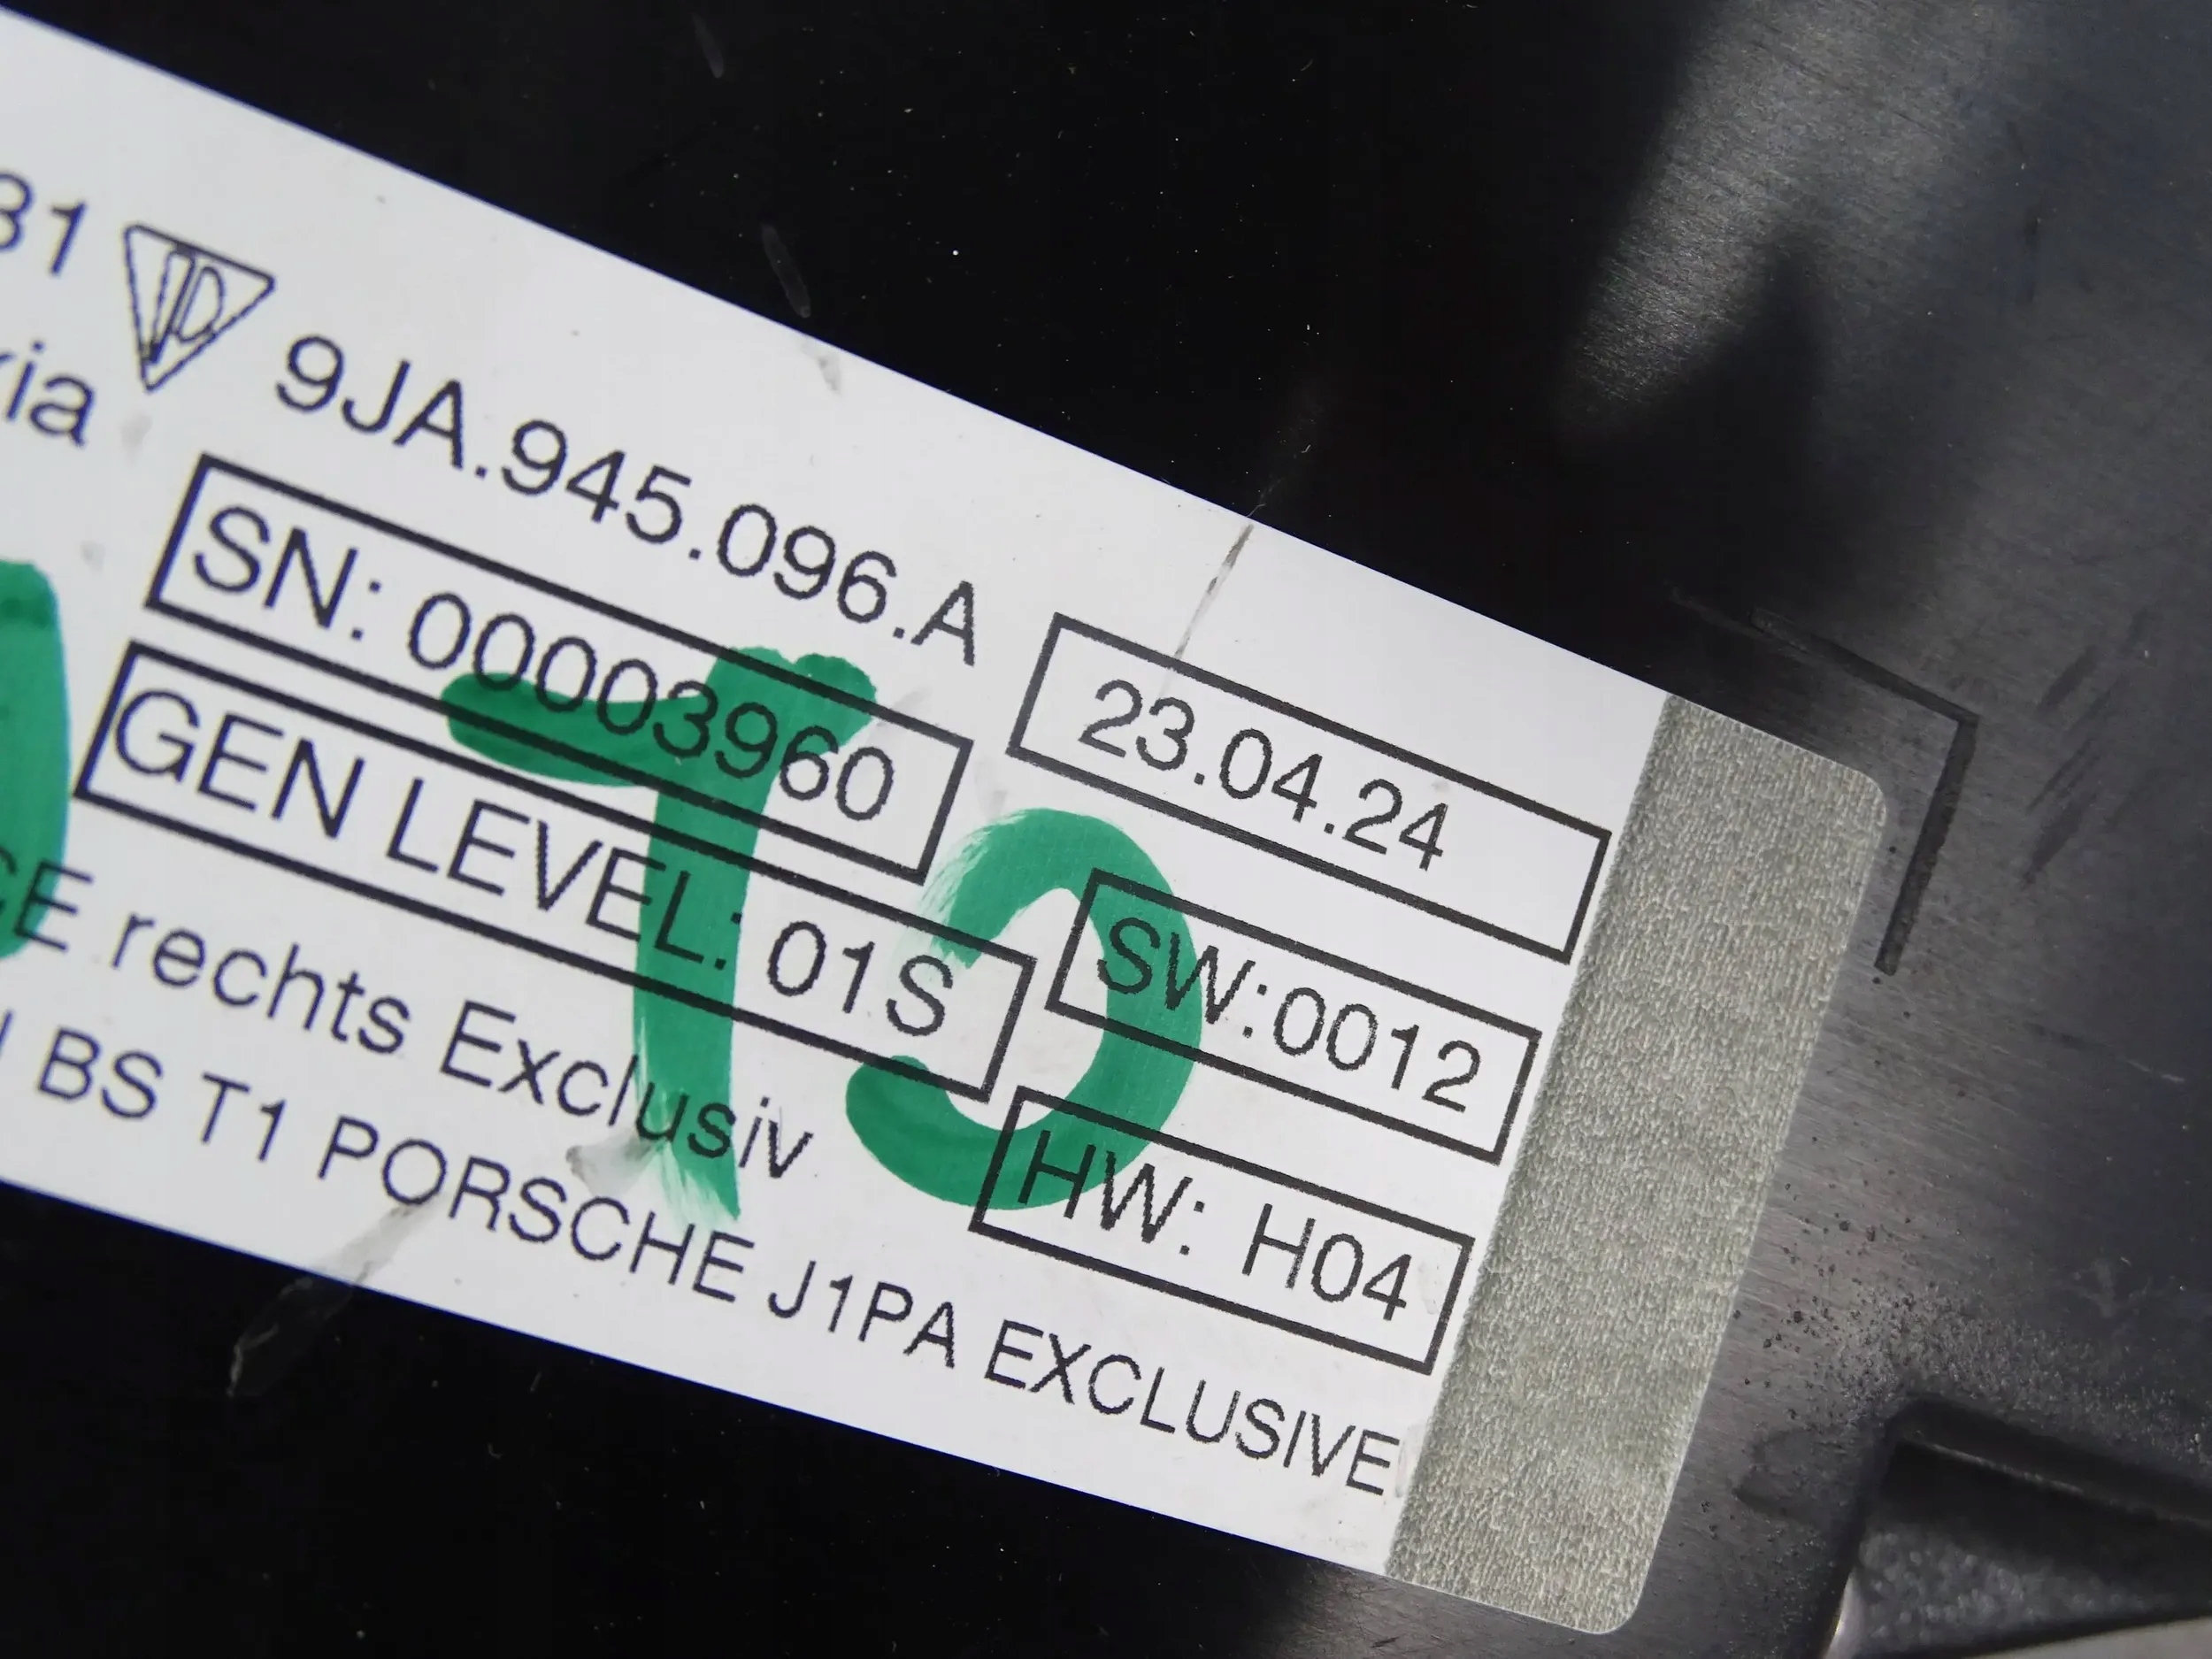 31 9JA.945.096.A
23.04.24
SN: 00003960
SW:0012
GEN LEVEL: 01S
HW: H04
rechts Exclusiv
BS T1 PORSCHE J1PA EXCLUSIVE